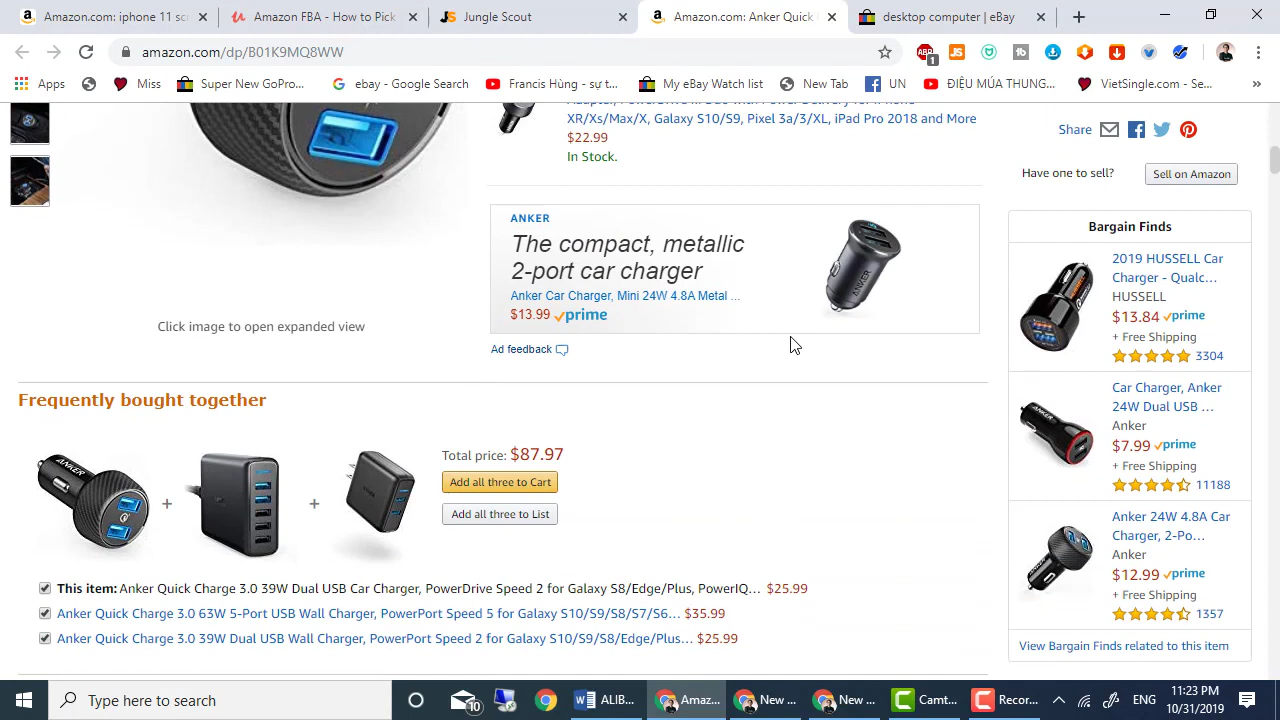 Amazon.com: iphone 11 scr
Amazon FBA - How to Pick
Jungle Scout
Amazon.com: Anker Quick
desktop computer | eBay
amazon.com/dp/B01K9MQ8WW
Apps
Miss
Super New GoPro...
ebay - Google Search
Francis Hùng - sự t...
My eBay Watch list
New Tab
UN
ĐIỆU MÚA THUNG...
VietSingle.com - Se...
XR/Xs/Max/X, Galaxy S10/S9, Pixel 3a/3/XL, iPad Pro 2018 and More
$22.99
In Stock.
Share
Have one to sell?
Sell on Amazon
ANKER
The compact, metallic
2-port car charger
Anker Car Charger, Mini 24W 4.8A Metal ...
$13.99 prime
Ad feedback
Click image to open expanded view
Bargain Finds
2019 HUSSELL Car
Charger - Qualc...
HUSSELL
$13.84 prime
+ Free Shipping
3304
Car Charger, Anker
24W Dual USB ...
Anker
$7.99 prime
+ Free Shipping
11188
Anker 24W 4.8A Car
Charger, 2-Po...
Anker
$12.99 prime
+ Free Shipping
1357
View Bargain Finds related to this item
Frequently bought together
Total price: $87.97
Add all three to Cart
Add all three to List
This item: Anker Quick Charge 3.0 39W Dual USB Car Charger, PowerDrive Speed 2 for Galaxy S8/Edge/Plus, PowerIQ... $25.99
Anker Quick Charge 3.0 63W 5-Port USB Wall Charger, PowerPort Speed 5 for Galaxy S10/S9/S8/S7/S6... $35.99
Anker Quick Charge 3.0 39W Dual USB Wall Charger, PowerPort Speed 2 for Galaxy S10/S9/S8/Edge/Plus... $25.99
Type here to search
10
ALIB...
Amaz...
New ...
New ...
Camt...
Recor...
ENG
11:23 PM
10/31/2019